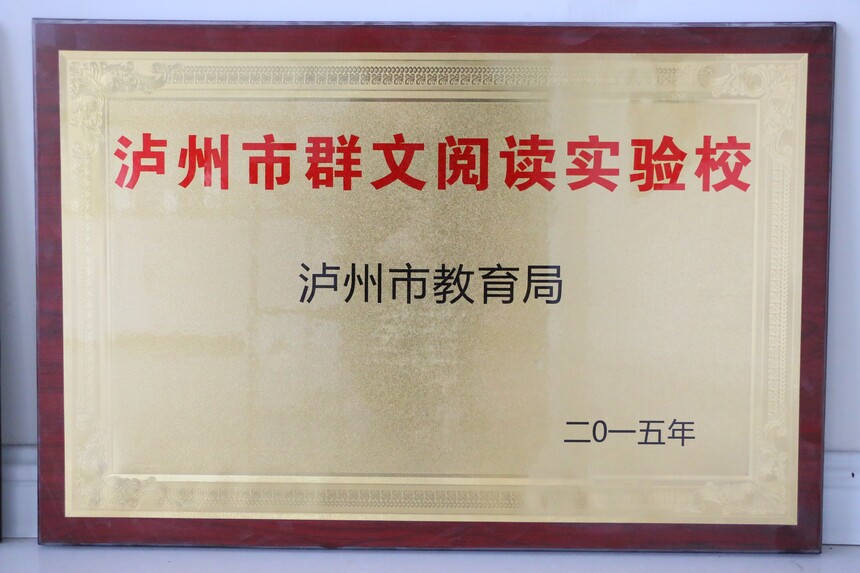 泸州市群文阅读实验校
泸州市教育局
二0一五年